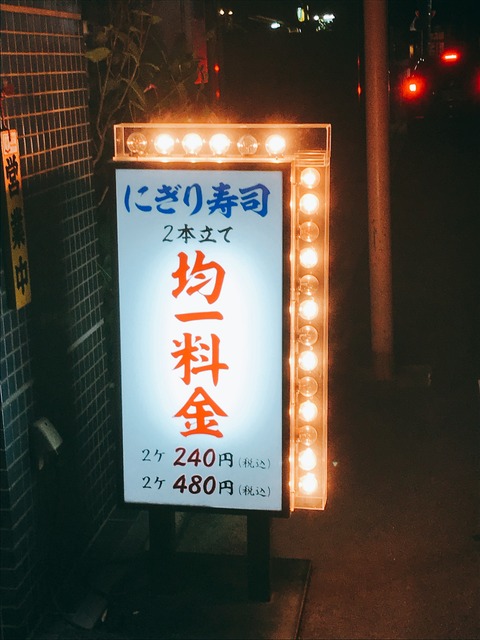 にぎり寿司
2本立て
均一料金
2ケ 240円(税込)
2ケ 480円(税込)
営業中